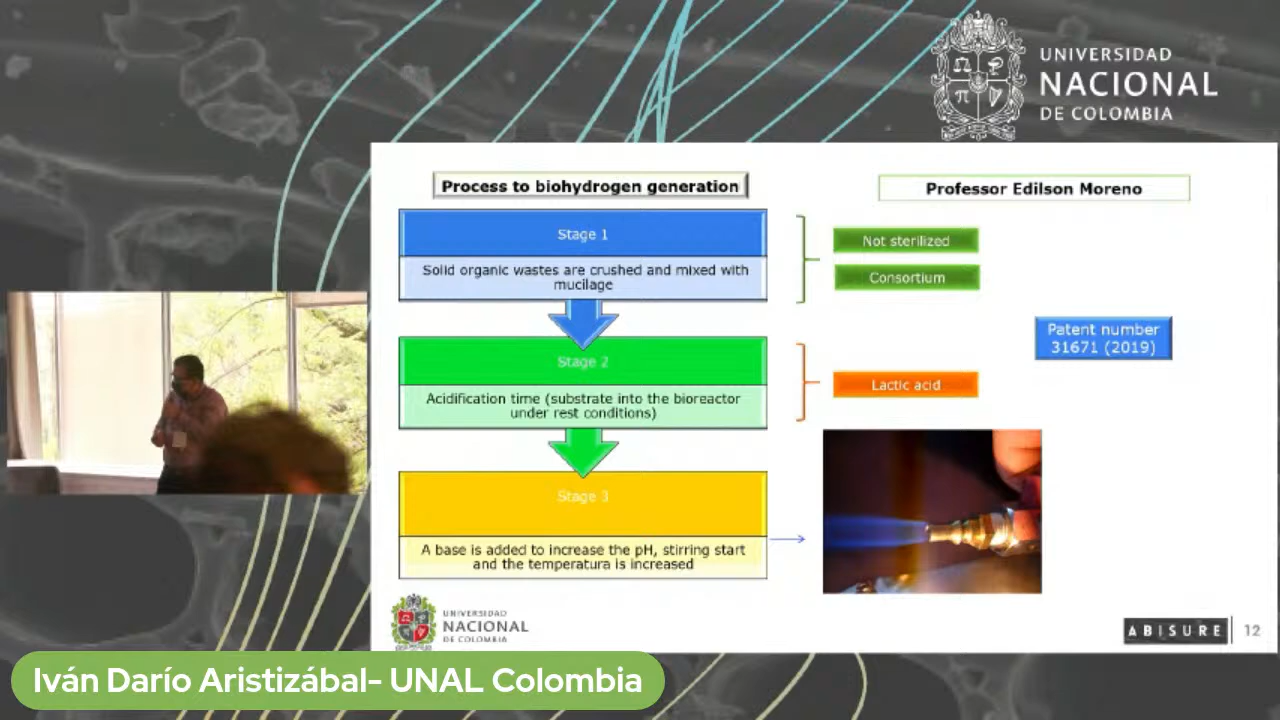 UNIVERSIDAD
NACIONAL
DE COLOMBIA
Process to biohydrogen generation
Professor Edilson Moreno
Stage 1
Solid organic wastes are crushed and mixed with
mucilage
Not sterilized
Consortium
Patent number
31671 (2019)
Stage 2
Acidification time (substrate into the bioreactor
under rest conditions)
Lactic acid
Stage 3
A base is added to increase the pH, stirring start
and the temperatura is increased
UNIVERSIDAD
NACIONAL
DE COLOMBIA
ABISURE
12
Iván Darío Aristizábal- UNAL Colombia